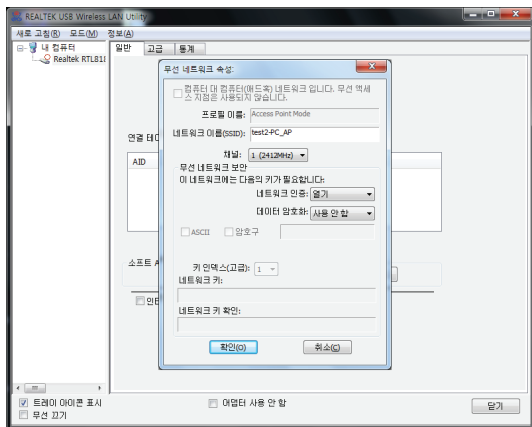 REALTEK USB Wireless LAN Utility
새로 고침(R) 모드(M) 정보(A)
내 컴퓨터
Realtek RTL81
일반 고급 통계
연결 테
AID
소프트 A
무선 네트워크 속성:
컴퓨터 대 컴퓨터(애드혹) 네트워크 입니다. 무선 액세
스 지점은 사용되지 않습니다.
프로필 이름: Access Point Mode
네트워크 이름(SSID): test2-PC_AP
채널: 1 (2412MHz)
무선 네트워크 보안
이 네트워크에는 다음의 키가 필요합니다:
네트워크 인증: 열기
데이터 암호화: 사용 안 함
ASCII 암호구
키 인덱스(고급): 1
네트워크 키:
네트워크 키 확인:
확인(O) 취소(C)
트레이 아이콘 표시
무선 끄기
어댑터 사용 안 함
닫기